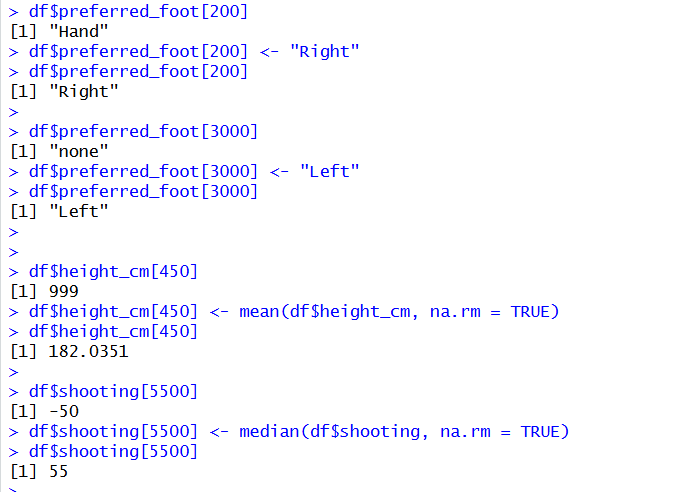 > df$preferred_foot[200]
[1] "Hand"
> df$preferred_foot[200] <- "Right"
> df$preferred_foot[200]
[1] "Right"
>
> df$preferred_foot[3000]
[1] "none"
> df$preferred_foot[3000] <- "Left"
> df$preferred_foot[3000]
[1] "Left"
>
>
> df$height_cm[450]
[1] 999
> df$height_cm[450] <- mean(df$height_cm, na.rm = TRUE)
> df$height_cm[450]
[1] 182.0351
>
> df$shooting[5500]
[1] -50
> df$shooting[5500] <- median(df$shooting, na.rm = TRUE)
> df$shooting[5500]
[1] 55
>